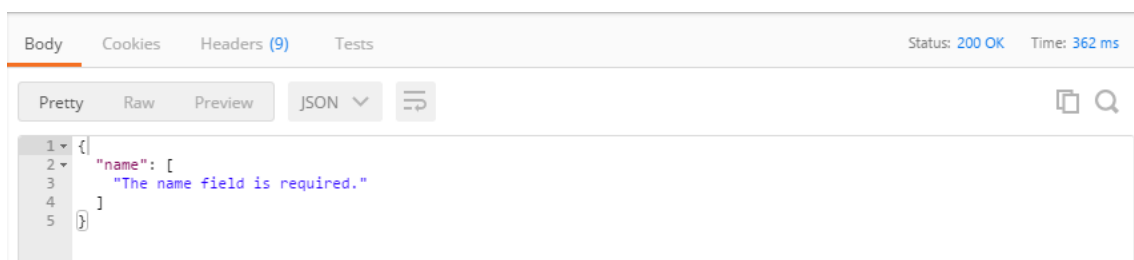 Body Cookies Headers (9) Tests Status: 200 OK Time: 362 ms
Pretty Raw Preview JSON
1 {
2 "name": [
3 "The name field is required."
4 ]
5 }